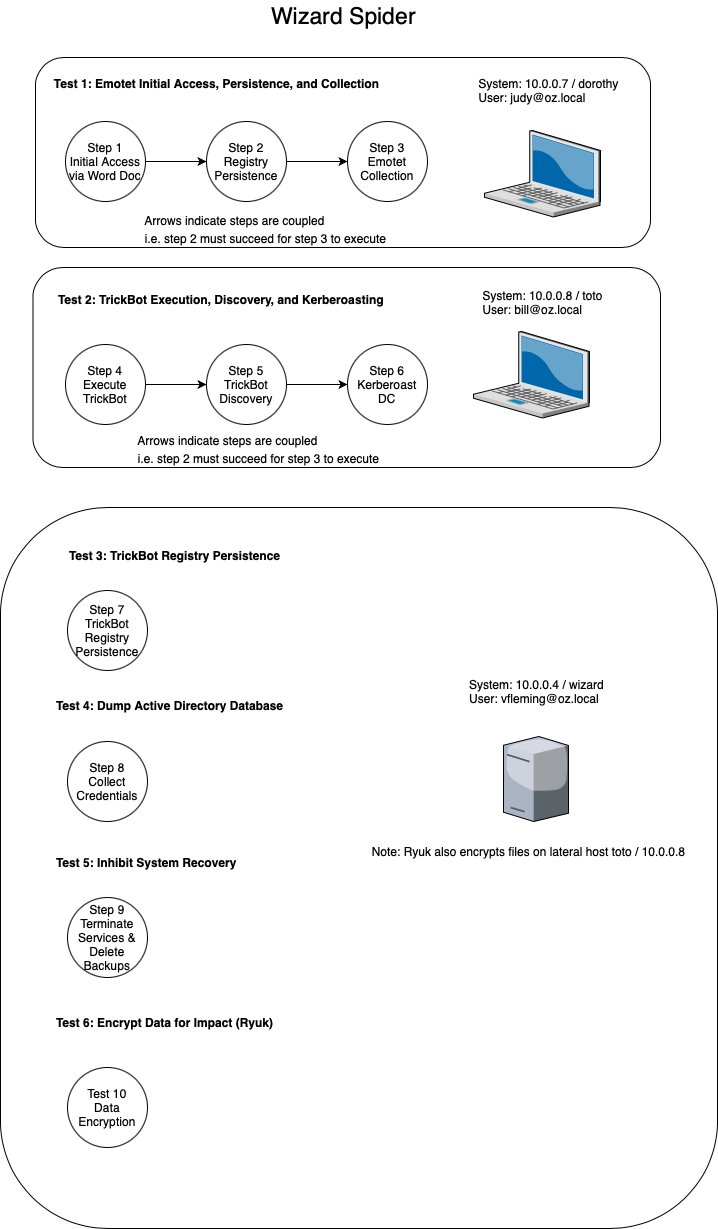 Wizard Spider
Test 1: Emotet Initial Access, Persistence, and Collection
System: 10.0.0.7 / dorothy
User: judy@oz.local
Step 1
Initial Access
via Word Doc
Step 2
Registry
Persistence
Step 3
Emotet
Collection
Arrows indicate steps are coupled
i.e. step 2 must succeed for step 3 to execute
Test 2: TrickBot Execution, Discovery, and Kerberoasting
System: 10.0.0.8 / toto
User: bill@oz.local
Step 4
Execute
TrickBot
Step 5
TrickBot
Discovery
Step 6
Kerberoast
DC
Arrows indicate steps are coupled
i.e. step 2 must succeed for step 3 to execute
Test 3: TrickBot Registry Persistence
Step 7
TrickBot
Registry
Persistence
System: 10.0.0.4 / wizard
User: vfleming@oz.local
Test 4: Dump Active Directory Database
Step 8
Collect
Credentials
Note: Ryuk also encrypts files on lateral host toto / 10.0.0.8
Test 5: Inhibit System Recovery
Step 9
Terminate
Services &
Delete
Backups
Test 6: Encrypt Data for Impact (Ryuk)
Test 10
Data
Encryption